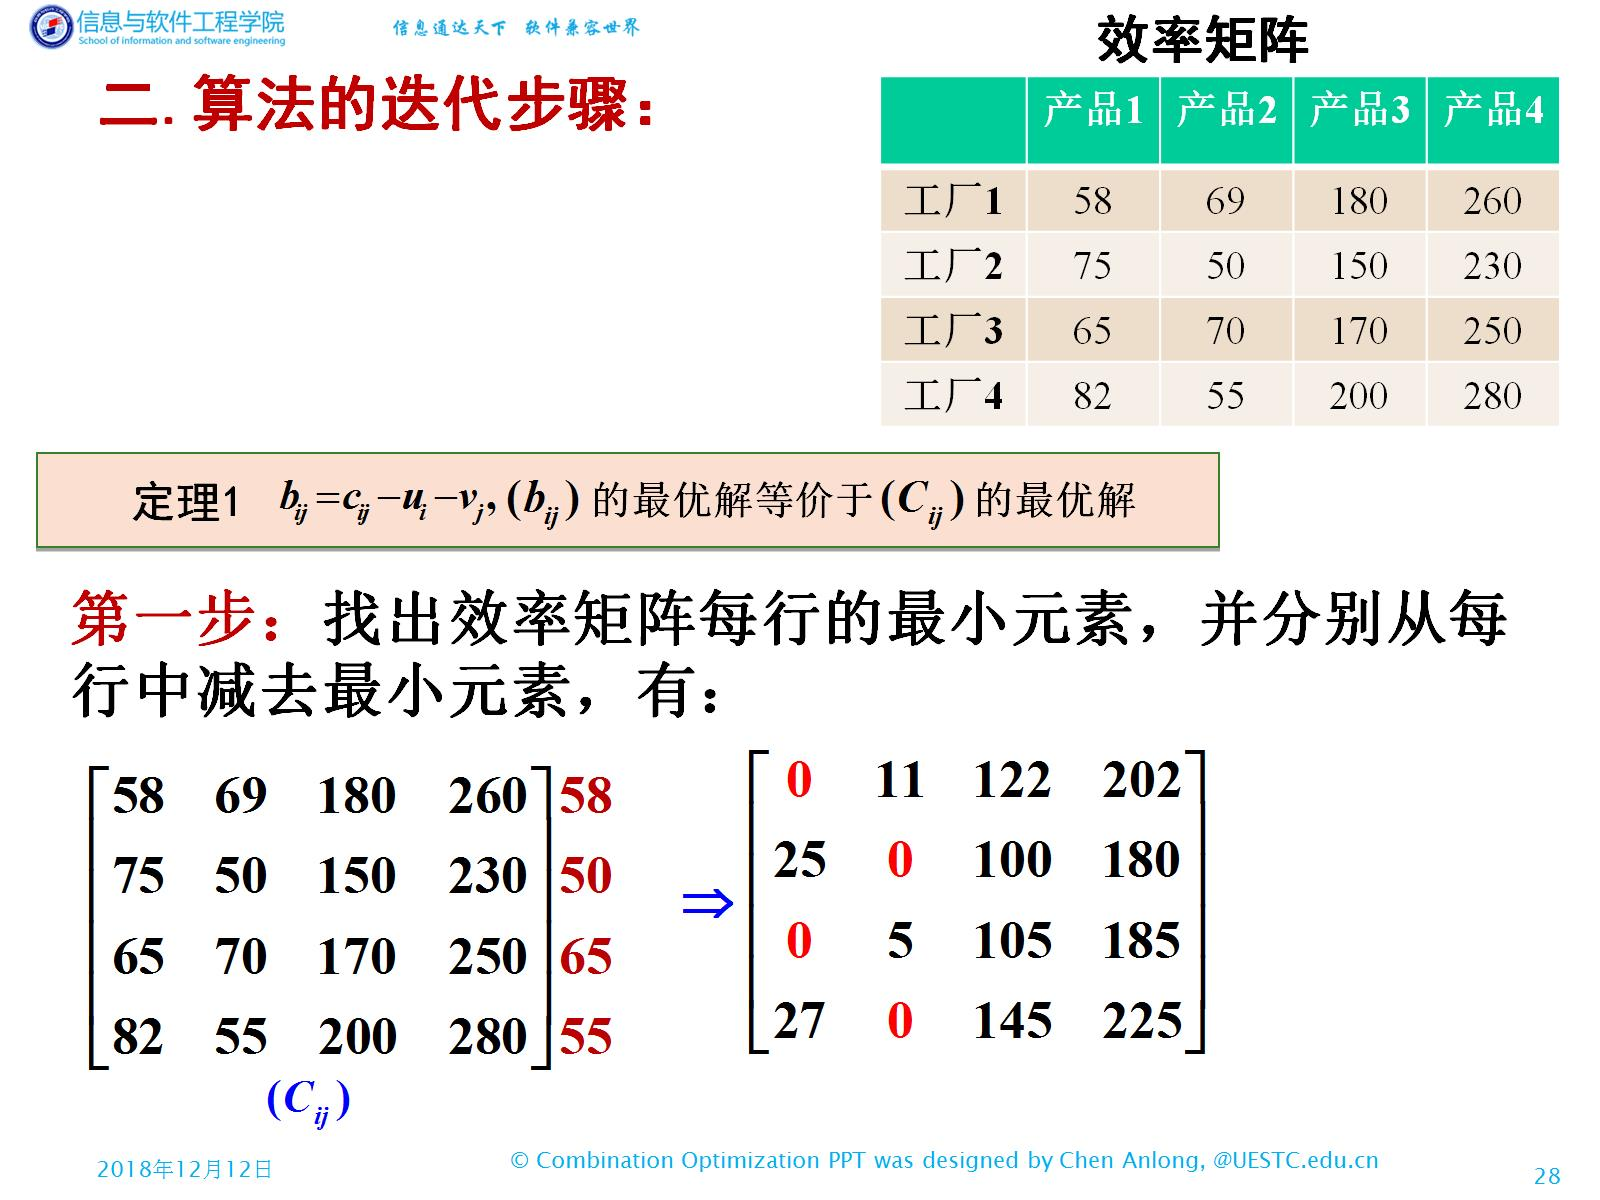 信息与软件工程学院
School of information and software engineering
信息通达天下 软件兼容世界
效率矩阵
二.算法的迭代步骤：
产品1 产品2 产品3 产品4
工厂1 58 69 180 260
工厂2 75 50 150 230
工厂3 65 70 170 250
工厂4 82 55 200 280
定理1 b_ij=c_ij−u_i−v_j, (b_ij)的最优解等价于(C_ij)的最优解
第一步：找出效率矩阵每行的最小元素，并分别从每
行中减去最小元素，有：
58 69 180 260 58
75 50 150 230 50
65 70 170 250 65
82 55 200 280 55
(C_ij)
⇒
0 11 122 202
25 0 100 180
0 5 105 185
27 0 145 225
2018年12月12日
© Combination Optimization PPT was designed by Chen Anlong, @UESTC.edu.cn
28